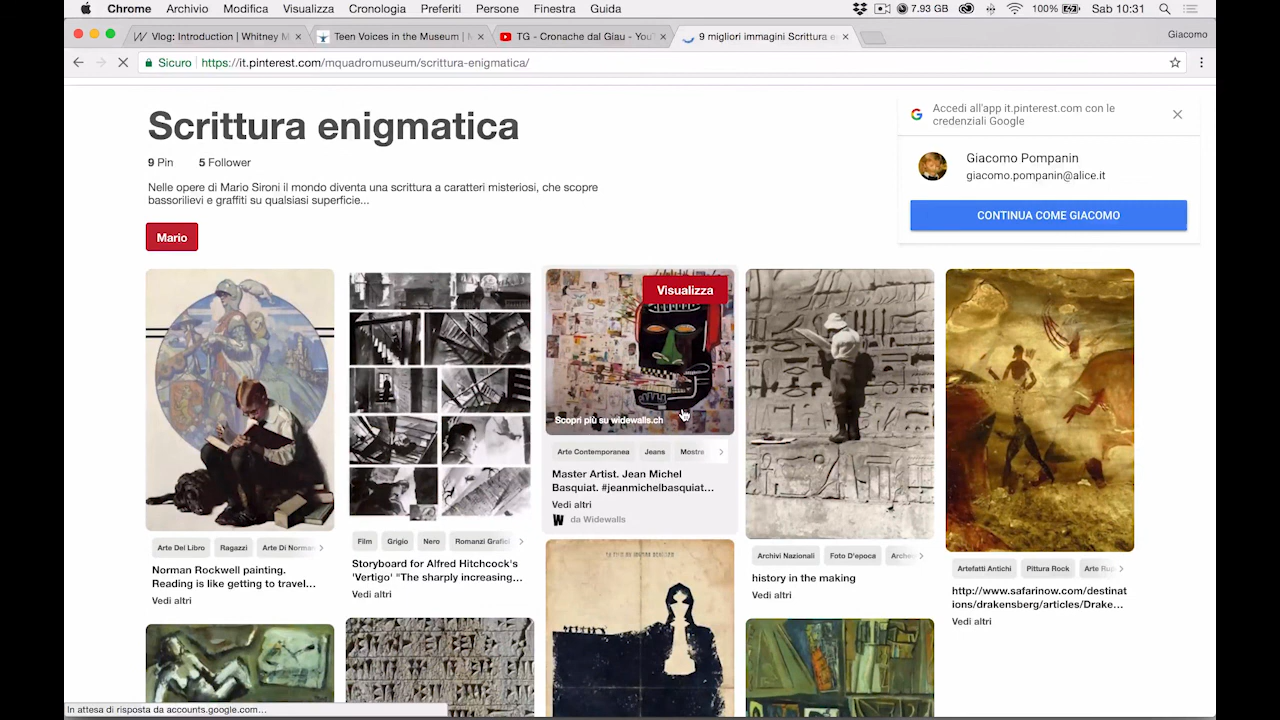 Chrome Archivio Modifica Visualizza Cronologia Preferiti Persone Finestra Guida 7.93 GB 100% Sab 10:31
Vlog: Introduction | Whitney M
Teen Voices in the Museum | M
TG - Cronache dal Giau - You
9 migliori immagini Scrittura e
Giacomo
Sicuro https://it.pinterest.com/mquadromuseum/scrittura-enigmatica/
Accedi all'app it.pinterest.com con le
credenziali Google
Giacomo Pompanin
giacomo.pompanin@alice.it
CONTINUA COME GIACOMO
Scrittura enigmatica
9 Pin 5 Follower
Nelle opere di Mario Sironi il mondo diventa una scrittura a caratteri misteriosi, che scopre
bassorilievi e graffiti su qualsiasi superficie...
Mario
Arte Del Libro Ragazzi Arte Di Norman
Norman Rockwell painting.
Reading is like getting to travel...
Vedi altri
Film Grigio Nero Romanzi Grafici
Storyboard for Alfred Hitchcock's
'Vertigo' "The sharply increasing...
Vedi altri
Visualizza
Scopri più su widewalls.ch
Arte Contemporanea Jeans Mostre
Master Artist. Jean Michel
Basquiat. #jeanmichelbasquiat...
Vedi altri
W da Widewalls
Archivi Nazionali Foto D'epoca Arche
history in the making
Vedi altri
Artefatti Antichi Pittura Rock Arte Rup
http://www.safarinow.com/destinat
ions/drakensberg/articles/Drake...
Vedi altri
In attesa di risposta da accounts.google.com...